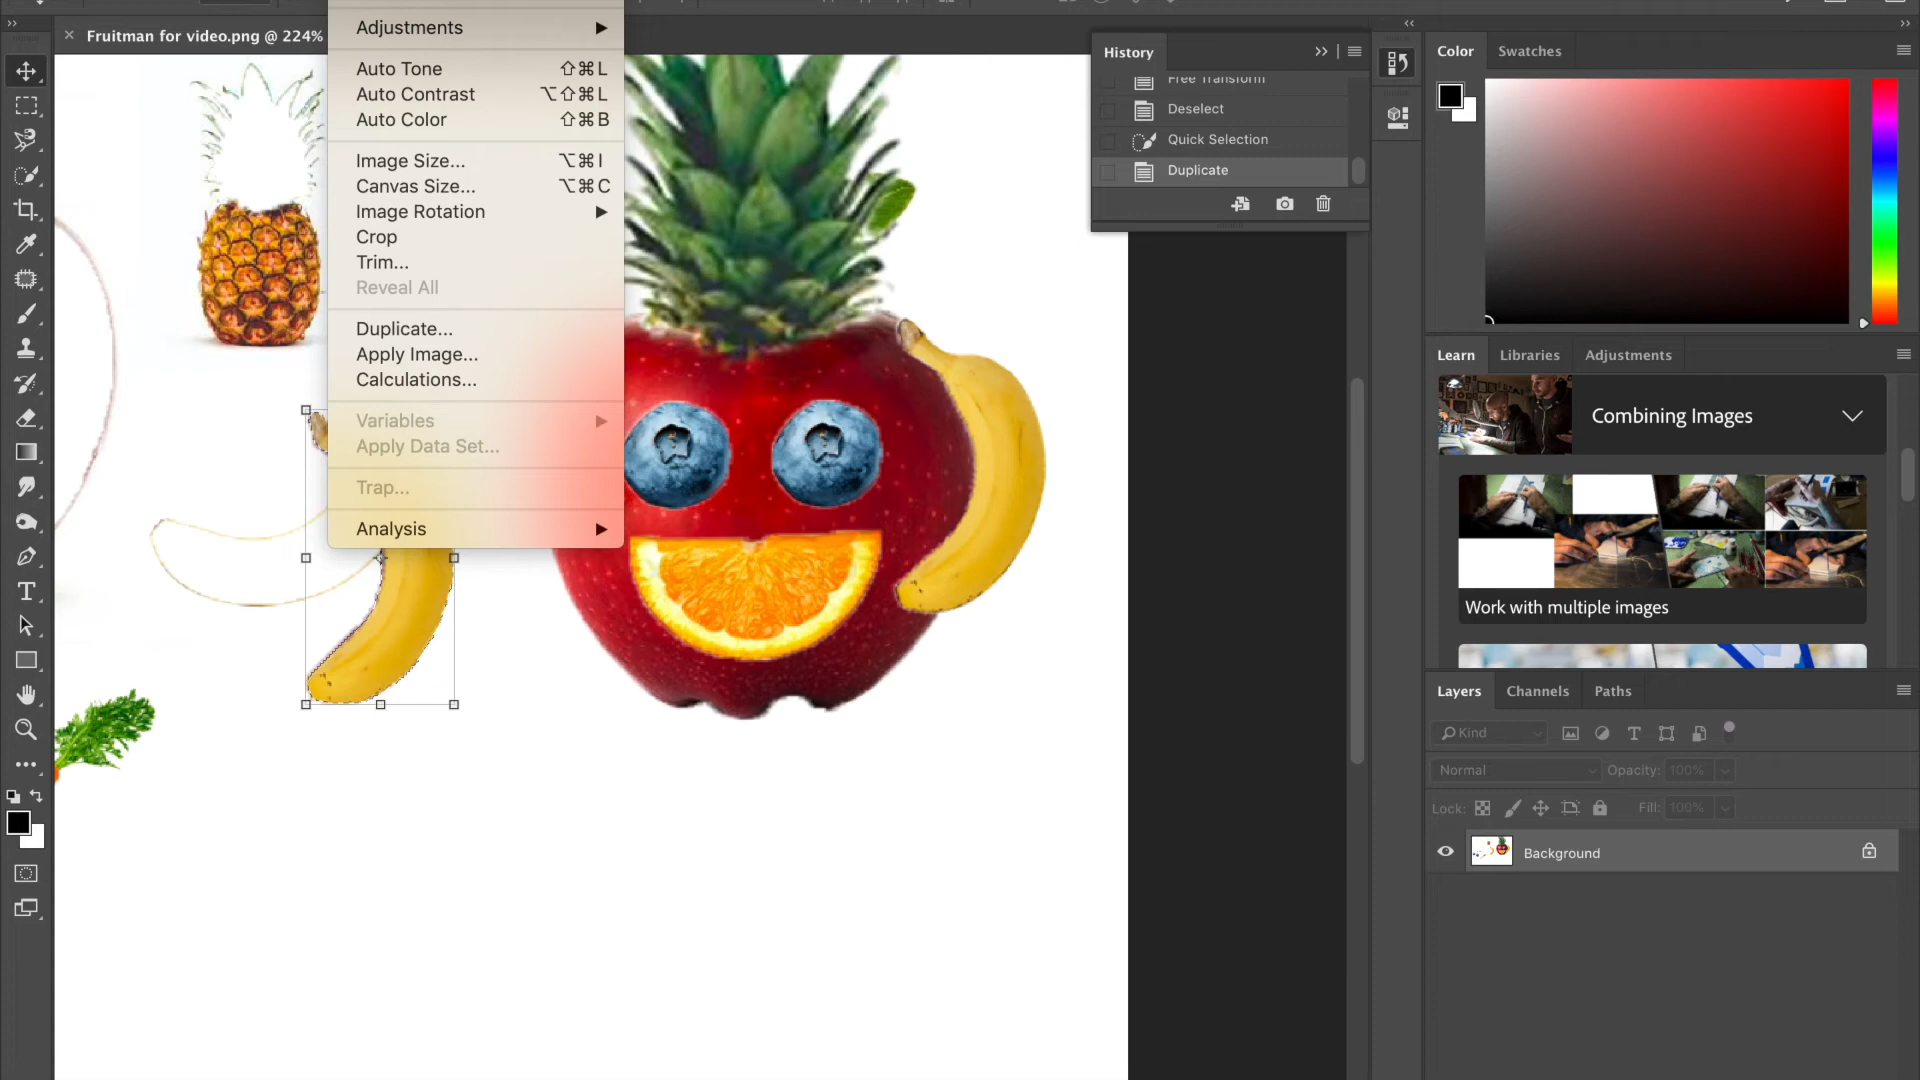 Fruitman for video.png @ 224%
Adjustments
Auto Tone ⇧⌘L
Auto Contrast ⌥⇧⌘L
Auto Color ⇧⌘B
Image Size... ⌥⌘I
Canvas Size... ⌥⌘C
Image Rotation
Crop
Trim...
Reveal All
Duplicate...
Apply Image...
Calculations...
Variables
Apply Data Set...
Trap...
Analysis
History
Free Transform
Deselect
Quick Selection
Duplicate
Color Swatches
Learn Libraries Adjustments
Combining Images
Work with multiple images
Layers Channels Paths
Kind
Normal Opacity: 100%
Lock: Fill: 100%
Background